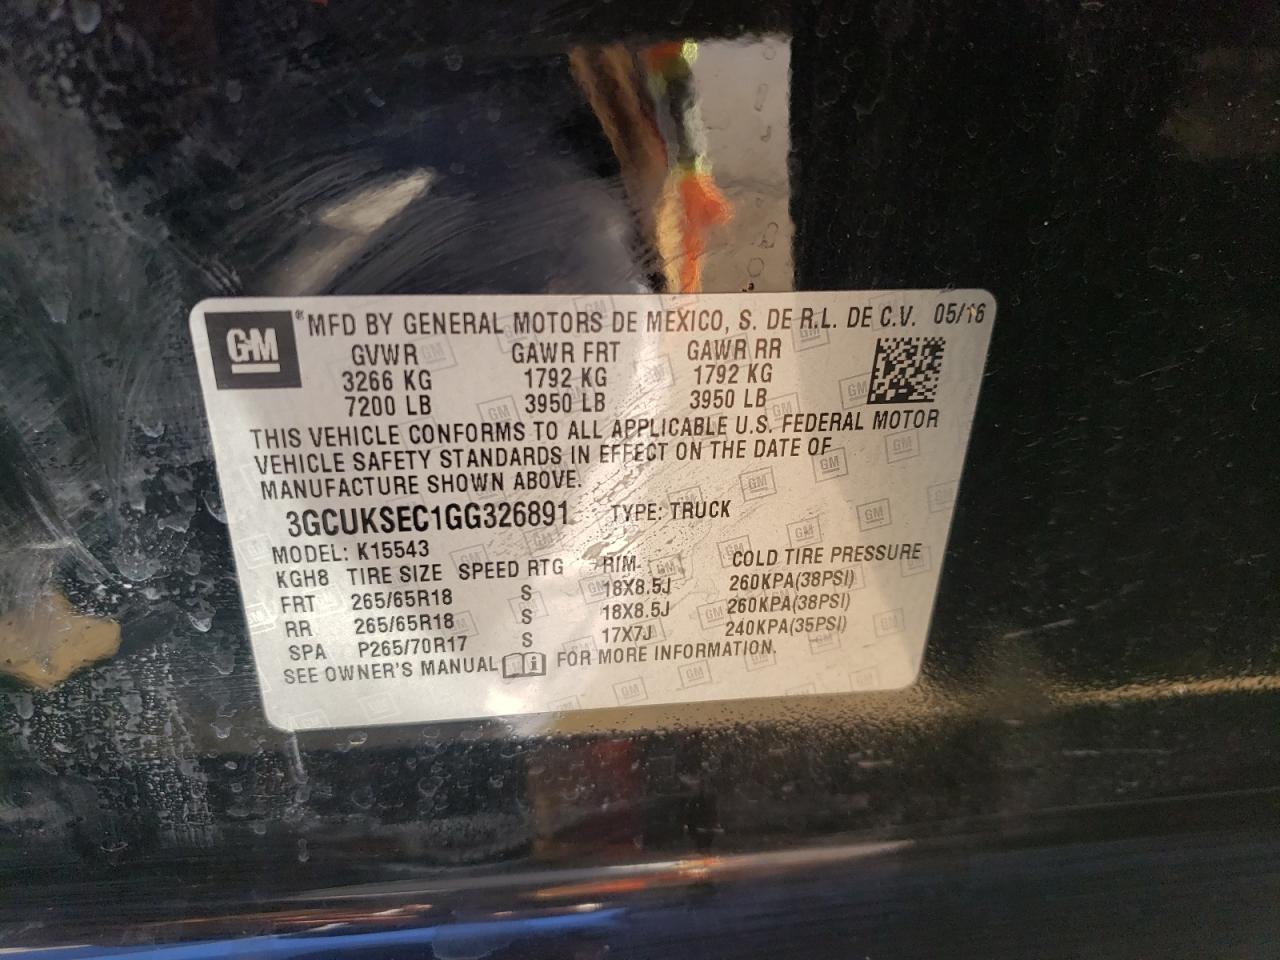 GM ® MFD BY GENERAL MOTORS DE MEXICO, S. DE R.L. DE C.V. 05/16
GVWR GAWR FRT GAWR RR
3266 KG 1792 KG 1792 KG
7200 LB 3950 LB 3950 LB
THIS VEHICLE CONFORMS TO ALL APPLICABLE U.S. FEDERAL MOTOR
VEHICLE SAFETY STANDARDS IN EFFECT ON THE DATE OF
MANUFACTURE SHOWN ABOVE.
3GCUKSEC1GG326891 TYPE: TRUCK
MODEL: K15543
KGH8 TIRE SIZE SPEED RTG RIM COLD TIRE PRESSURE
FRT 265/65R18 S 18X8.5J 260KPA(38PSI)
RR 265/65R18 S 18X8.5J 260KPA(38PSI)
SPA P265/70R17 S 17X7J 240KPA(35PSI)
SEE OWNER'S MANUAL i FOR MORE INFORMATION.